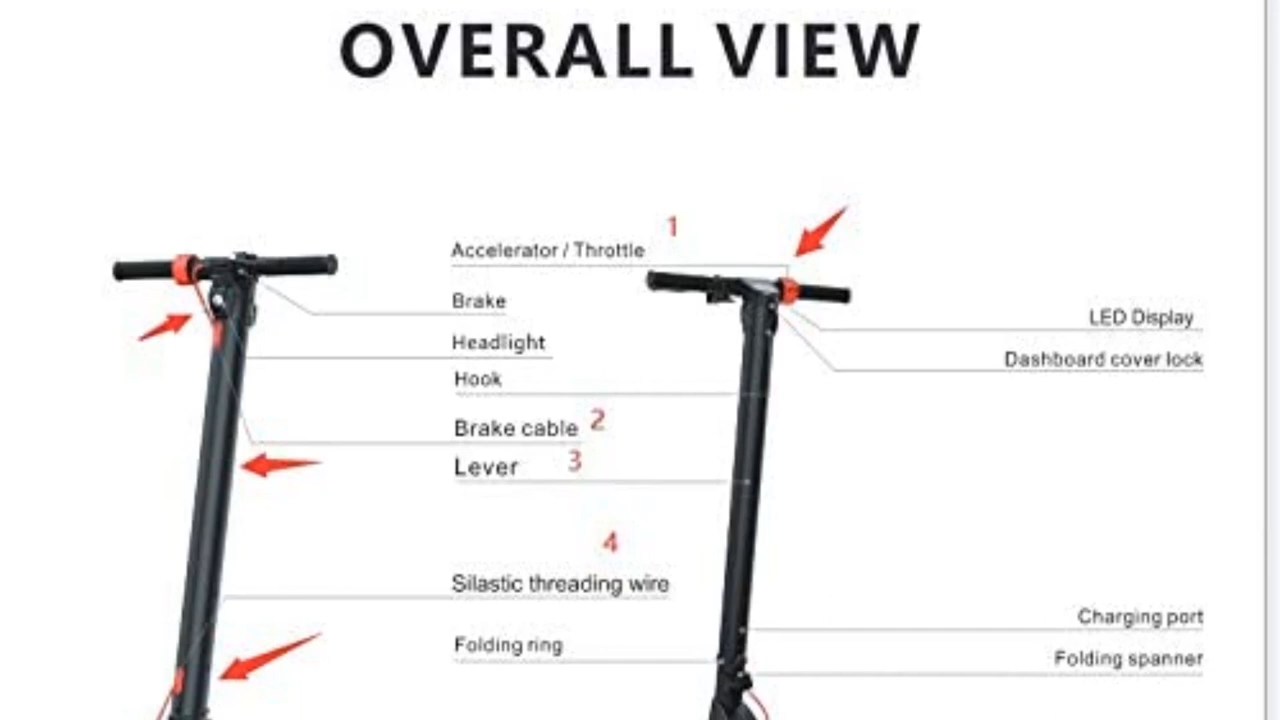 OVERALL VIEW
1
Accelerator / Throttle
Brake
LED Display
Headlight
Dashboard cover lock
Hook
Brake cable 2
Lever 3
4
Silastic threading wire
Charging port
Folding ring
Folding spanner